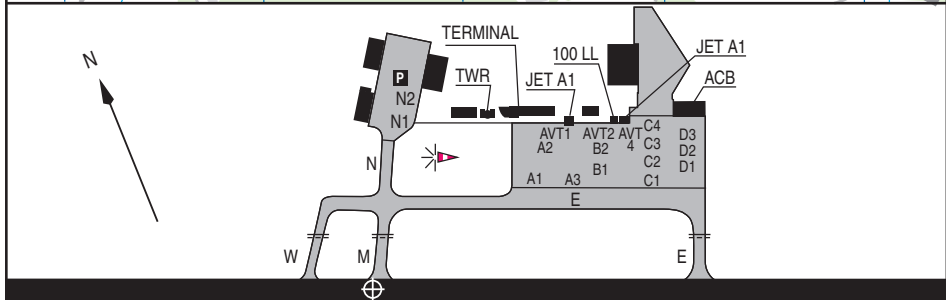 N
TERMINAL
TWR
100 LL
JET A1
JET A1
ACB
P
N2
N1
N
AVT1
A2
AVT2
B2
AVT
4
C4
C3
C2
C1
D3
D2
D1
A1
A3
B1
E
W
M
E